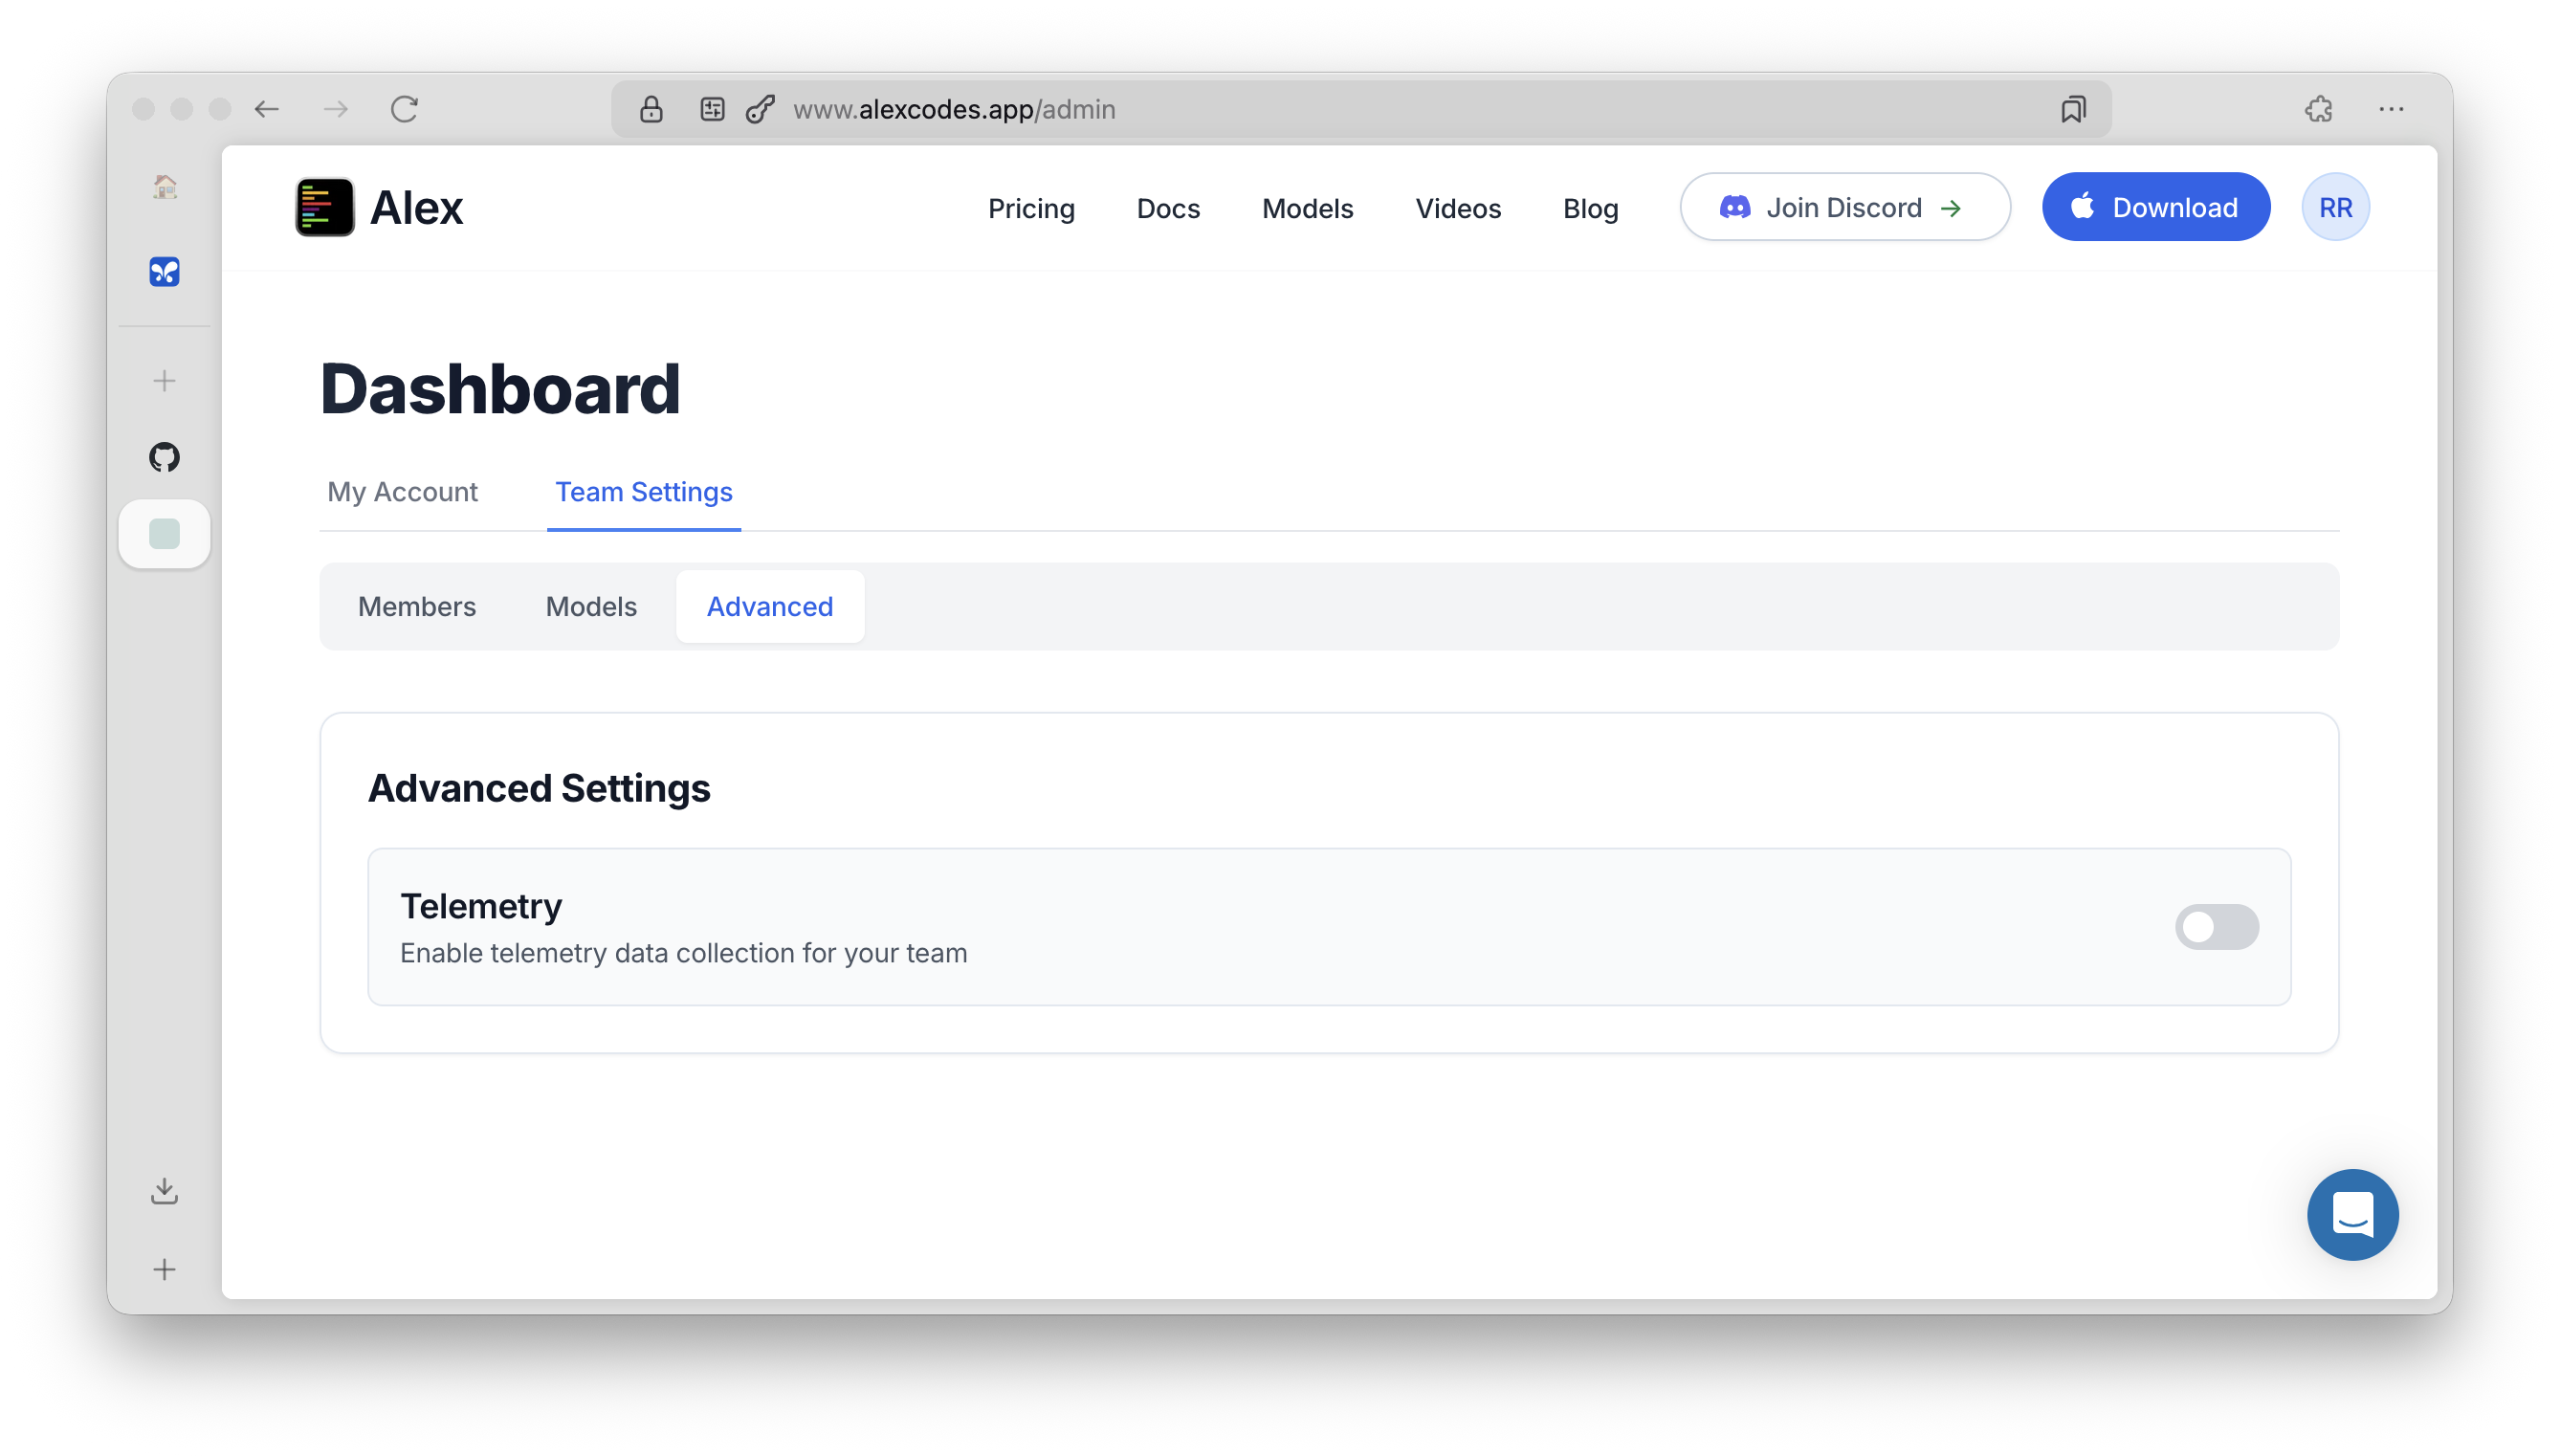 www.alexcodes.app/admin
Alex
Pricing
Docs
Models
Videos
Blog
Join Discord →
Download
RR
Dashboard
My Account
Team Settings
Members
Models
Advanced
Advanced Settings
Telemetry
Enable telemetry data collection for your team